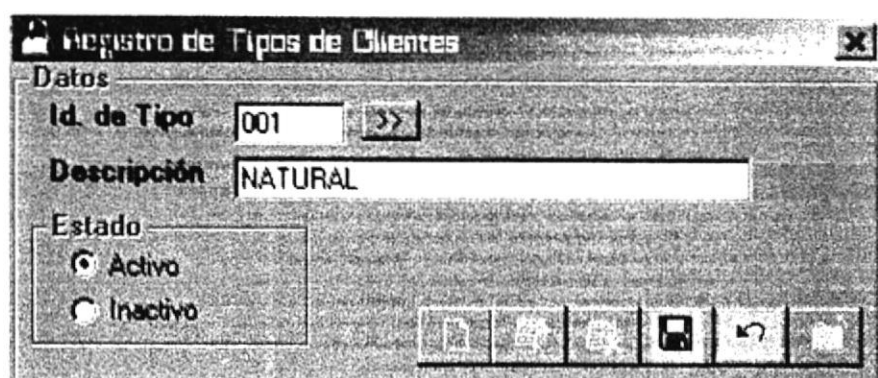 Registro de Tipos de Clientes
Datos
Id. de Tipo 001 >>
Descripción NATURAL
Estado
Activo
Inactivo